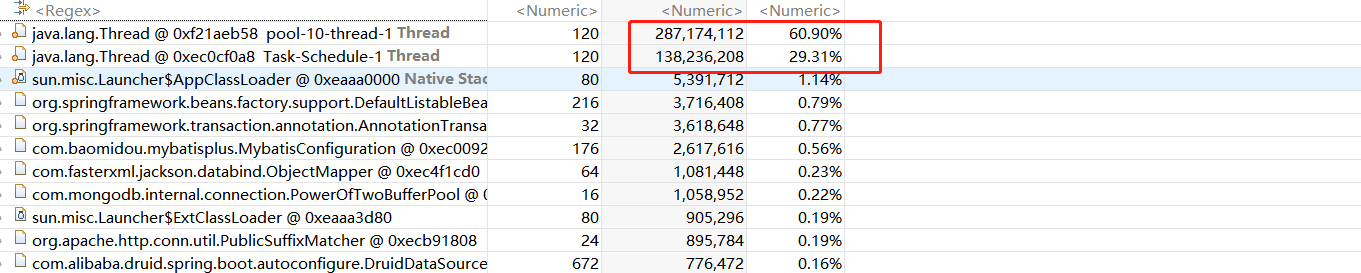 <Regex> <Numeric> <Numeric> <Numeric>
java.lang.Thread @ 0xf21aeb58 pool-10-thread-1 Thread 120 287,174,112 60.90%
java.lang.Thread @ 0xec0cf0a8 Task-Schedule-1 Thread 120 138,236,208 29.31%
sun.misc.Launcher$AppClassLoader @ 0xeaaa0000 Native Stac 80 5,391,712 1.14%
org.springframework.beans.factory.support.DefaultListableBea 216 3,716,408 0.79%
org.springframework.transaction.annotation.AnnotationTransa 32 3,618,648 0.77%
com.baomidou.mybatisplus.MybatisConfiguration @ 0xec0092 176 2,617,616 0.56%
com.fasterxml.jackson.databind.ObjectMapper @ 0xec4f1cd0 64 1,081,448 0.23%
com.mongodb.internal.connection.PowerOfTwoBufferPool @ 0 16 1,058,952 0.22%
sun.misc.Launcher$ExtClassLoader @ 0xeaaa3d80 80 905,296 0.19%
org.apache.http.conn.util.PublicSuffixMatcher @ 0xecb91808 24 895,784 0.19%
com.alibaba.druid.spring.boot.autoconfigure.DruidDataSource 672 776,472 0.16%